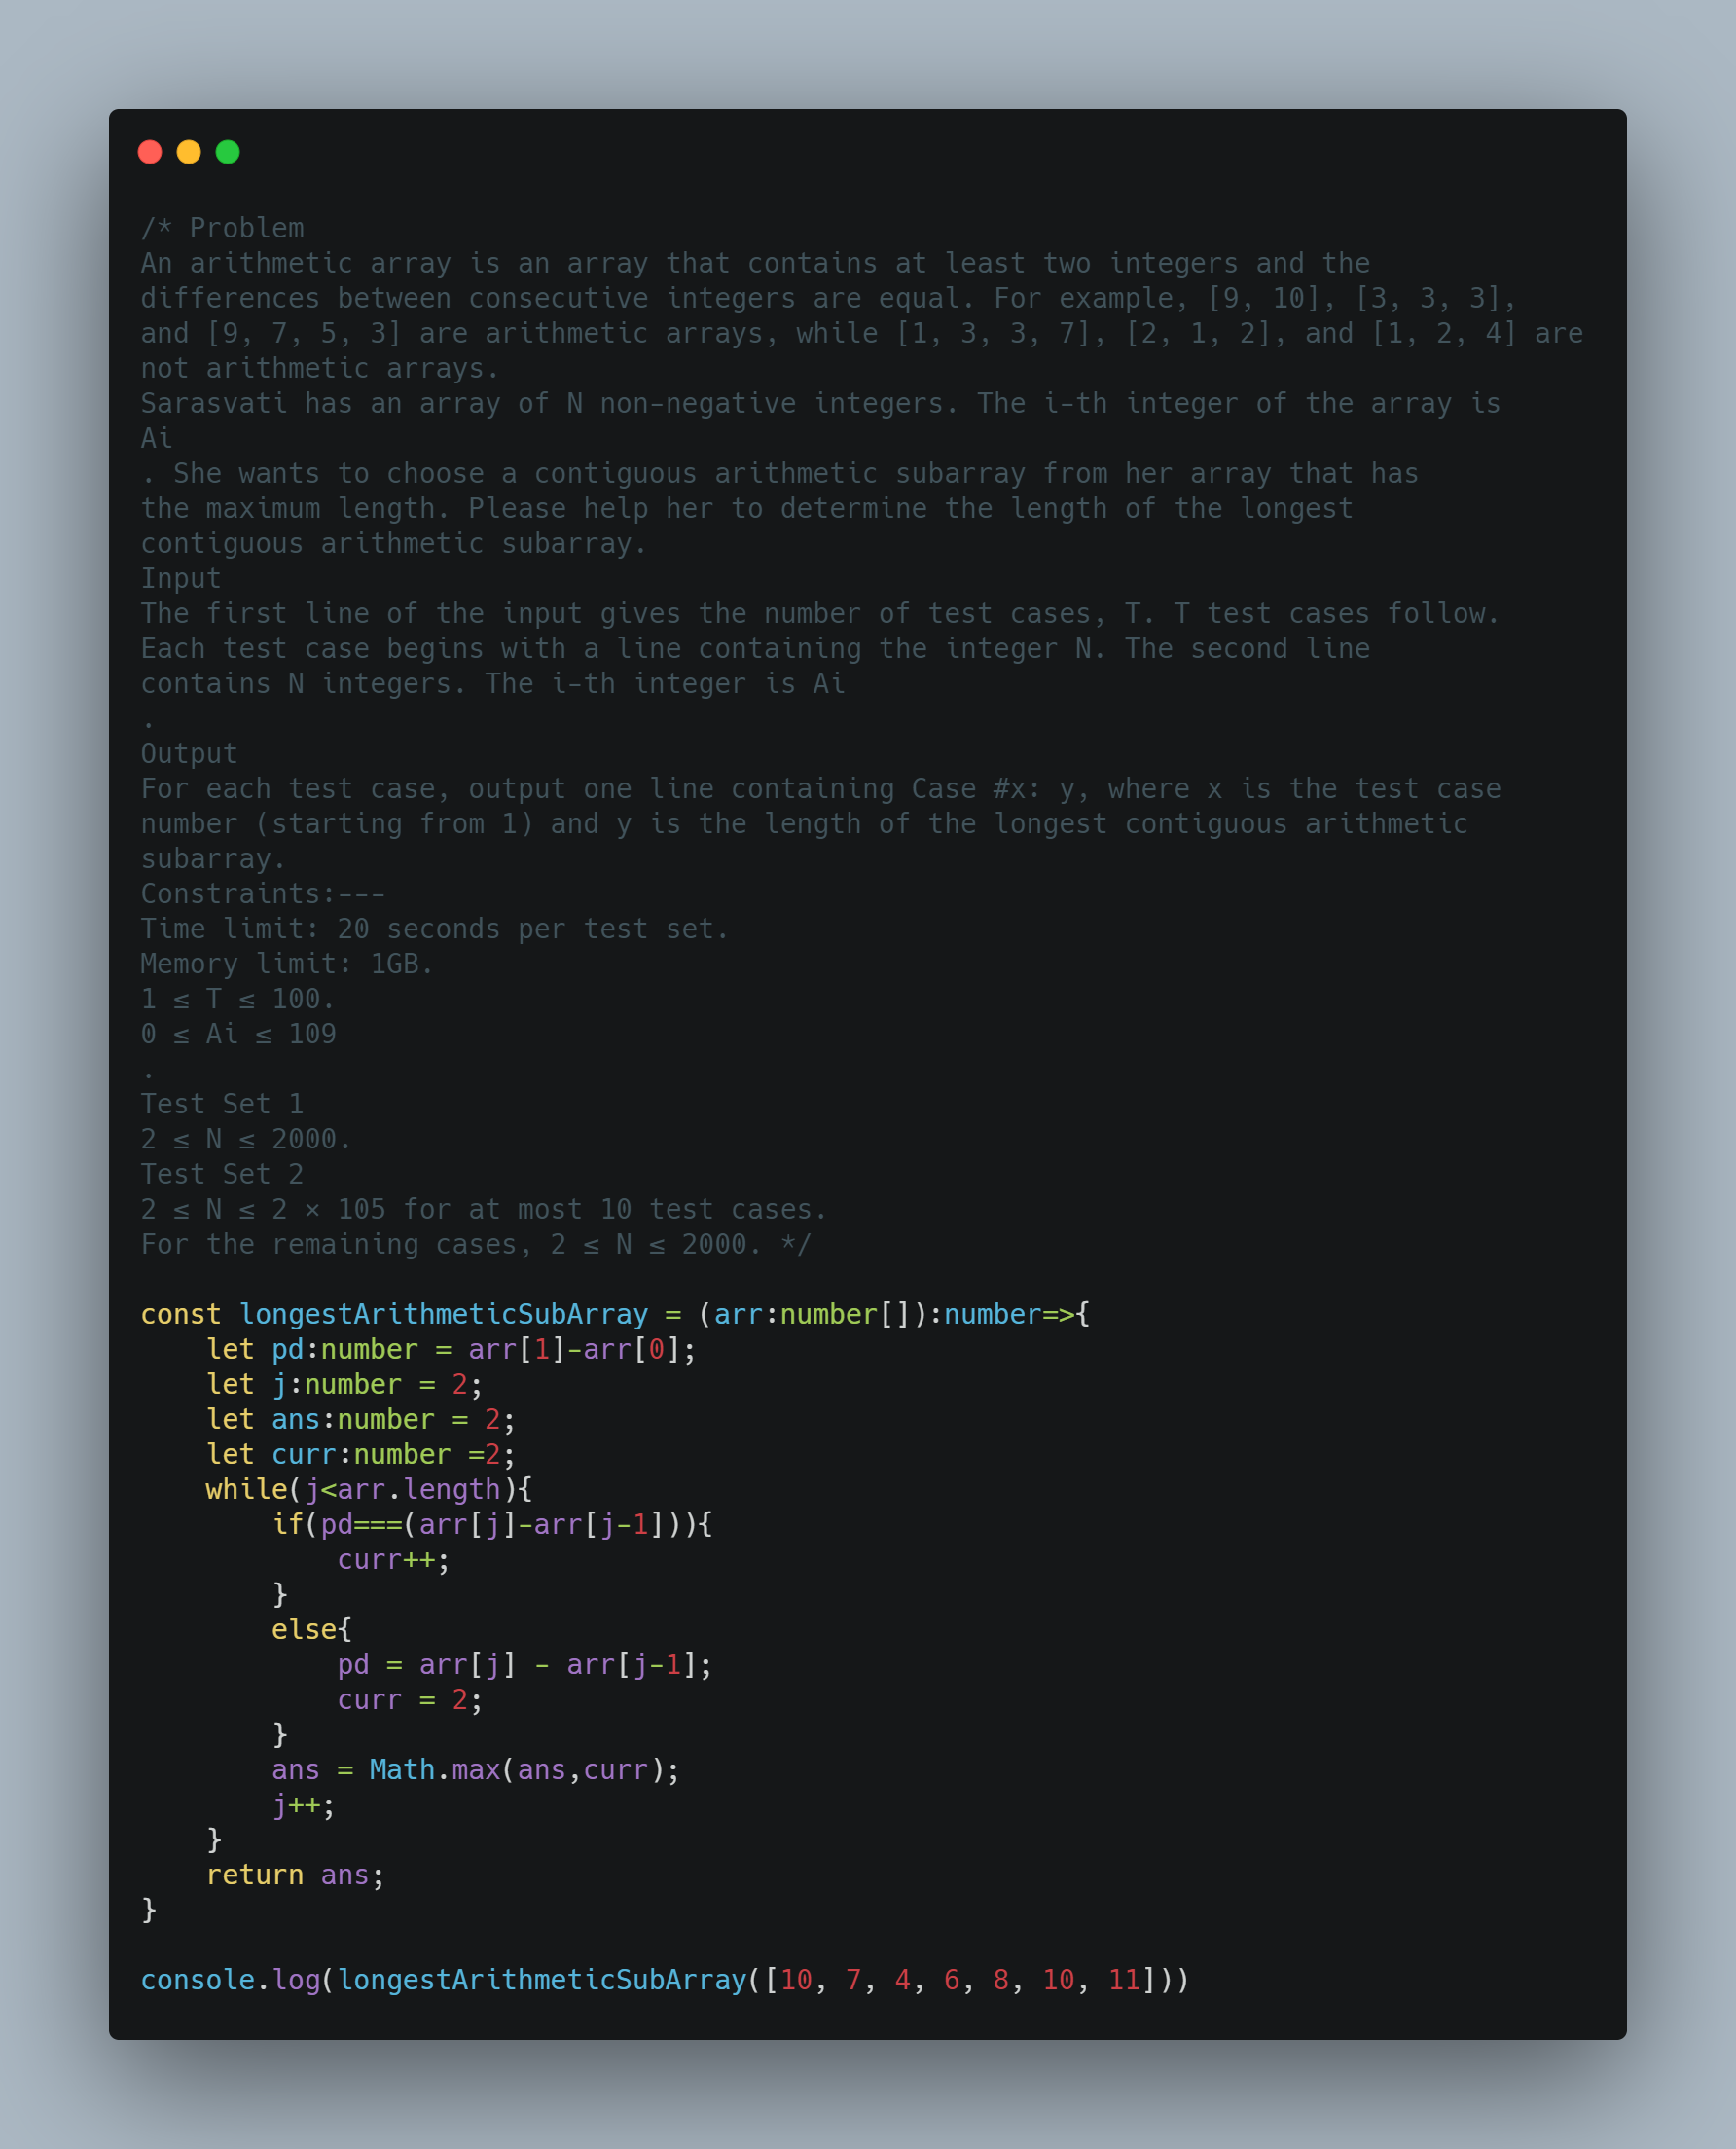 /* Problem
An arithmetic array is an array that contains at least two integers and the
differences between consecutive integers are equal. For example, [9, 10], [3, 3, 3],
and [9, 7, 5, 3] are arithmetic arrays, while [1, 3, 3, 7], [2, 1, 2], and [1, 2, 4] are
not arithmetic arrays.
Sarasvati has an array of N non-negative integers. The i-th integer of the array is
Ai
. She wants to choose a contiguous arithmetic subarray from her array that has
the maximum length. Please help her to determine the length of the longest
contiguous arithmetic subarray.
Input
The first line of the input gives the number of test cases, T. T test cases follow.
Each test case begins with a line containing the integer N. The second line
contains N integers. The i-th integer is Ai
.
Output
For each test case, output one line containing Case #x: y, where x is the test case
number (starting from 1) and y is the length of the longest contiguous arithmetic
subarray.
Constraints:---
Time limit: 20 seconds per test set.
Memory limit: 1GB.
1 ≤ T ≤ 100.
0 ≤ Ai ≤ 109
.
Test Set 1
2 ≤ N ≤ 2000.
Test Set 2
2 ≤ N ≤ 2 × 105 for at most 10 test cases.
For the remaining cases, 2 ≤ N ≤ 2000. */

const longestArithmeticSubArray = (arr:number[]):number=>{
    let pd:number = arr[1]-arr[0];
    let j:number = 2;
    let ans:number = 2;
    let curr:number =2;
    while(j<arr.length){
        if(pd===(arr[j]-arr[j-1])){
            curr++;
        }
        else{
            pd = arr[j] - arr[j-1];
            curr = 2;
        }
        ans = Math.max(ans,curr);
        j++;
    }
    return ans;
}

console.log(longestArithmeticSubArray([10, 7, 4, 6, 8, 10, 11]))